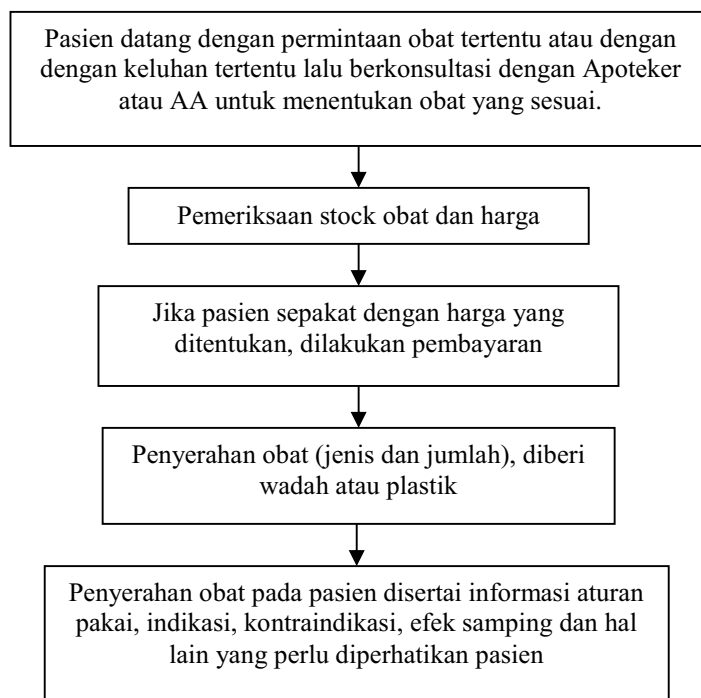 Pasien datang dengan permintaan obat tertentu atau dengan
dengan keluhan tertentu lalu berkonsultasi dengan Apoteker
atau AA untuk menentukan obat yang sesuai.
Pemeriksaan stock obat dan harga
Jika pasien sepakat dengan harga yang
ditentukan, dilakukan pembayaran
Penyerahan obat (jenis dan jumlah), diberi
wadah atau plastik
Penyerahan obat pada pasien disertai informasi aturan
pakai, indikasi, kontraindikasi, efek samping dan hal
lain yang perlu diperhatikan pasien